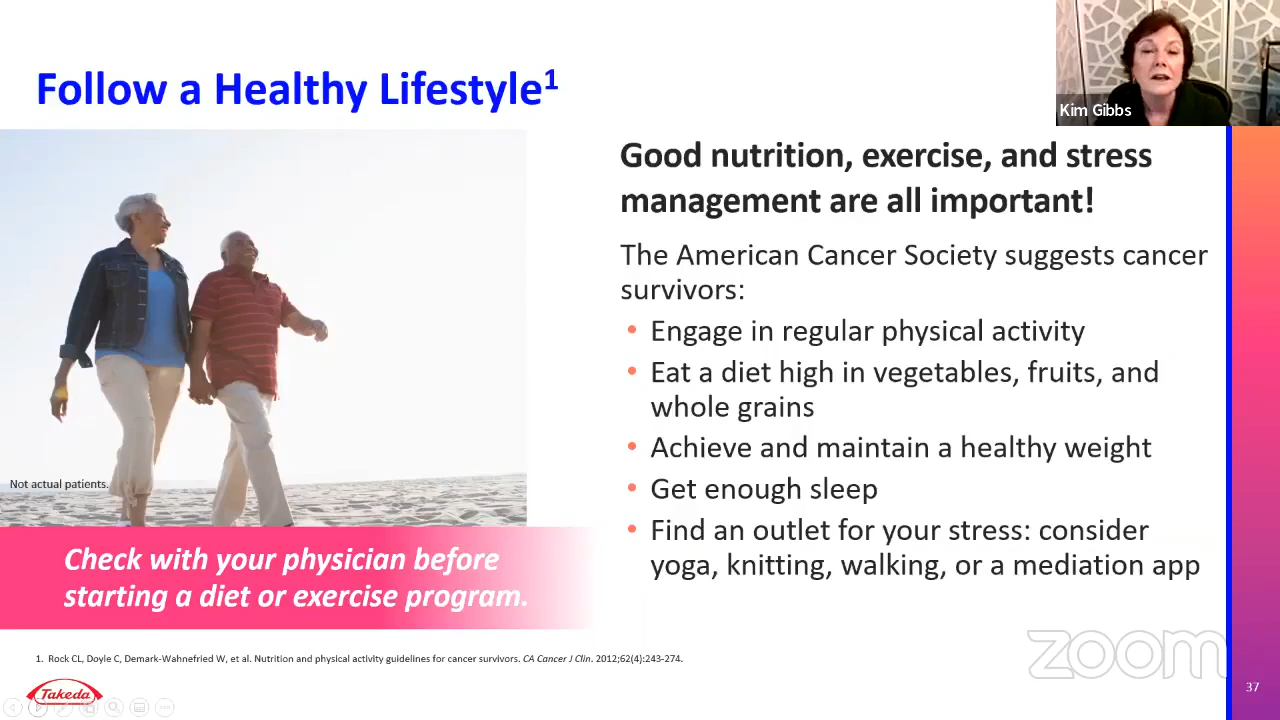 Follow a Healthy Lifestyle1
Kim Gibbs
Good nutrition, exercise, and stress
management are all important!
The American Cancer Society suggests cancer
survivors:
• Engage in regular physical activity
• Eat a diet high in vegetables, fruits, and
whole grains
• Achieve and maintain a healthy weight
• Get enough sleep
• Find an outlet for your stress: consider
yoga, knitting, walking, or a mediation app
Not actual patients.
Check with your physician before
starting a diet or exercise program.
1. Rock CL, Doyle C, Demark-Wahnefried W, et al. Nutrition and physical activity guidelines for cancer survivors. CA Cancer J Clin. 2012;62(4):243-274.
zoom
Takeda
37